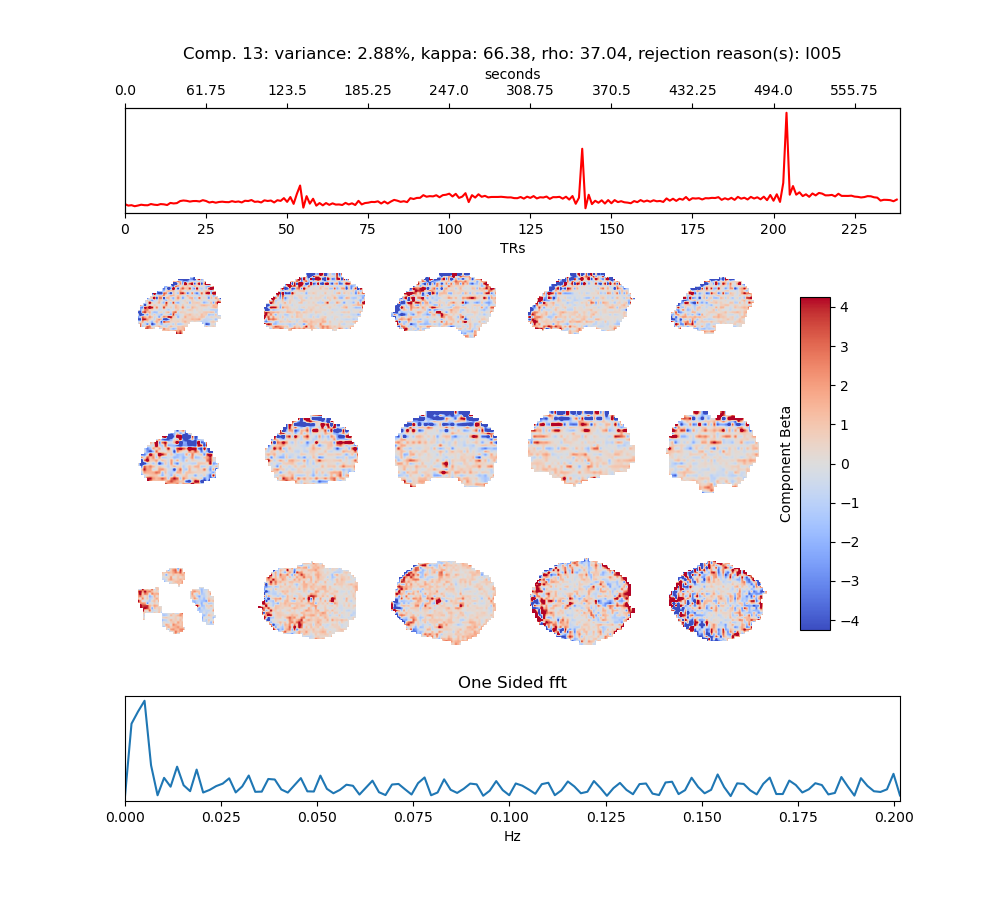 Comp. 13: variance: 2.88%, kappa: 66.38, rho: 37.04, rejection reason(s): I005
seconds
0.0 61.75 123.5 185.25 247.0 308.75 370.5 432.25 494.0 555.75
0 25 50 75 100 125 150 175 200 225
TRs
4
3
2
1
0
−1
−2
−3
−4
Component Beta
One Sided fft
0.000 0.025 0.050 0.075 0.100 0.125 0.150 0.175 0.200
Hz